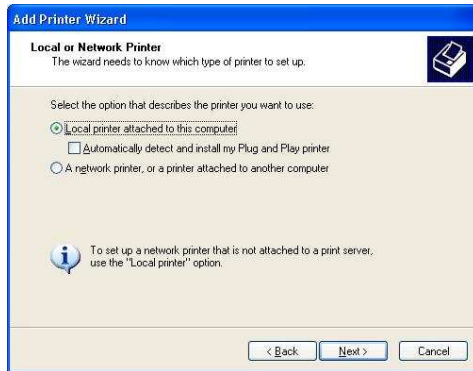 Add Printer Wizard
Local or Network Printer
The wizard needs to know which type of printer to set up.
Select the option that describes the printer you want to use:
Local printer attached to this computer
Automatically detect and install my Plug and Play printer
A network printer, or a printer attached to another computer
To set up a network printer that is not attached to a print server,
use the "Local printer" option.
< Back Next > Cancel